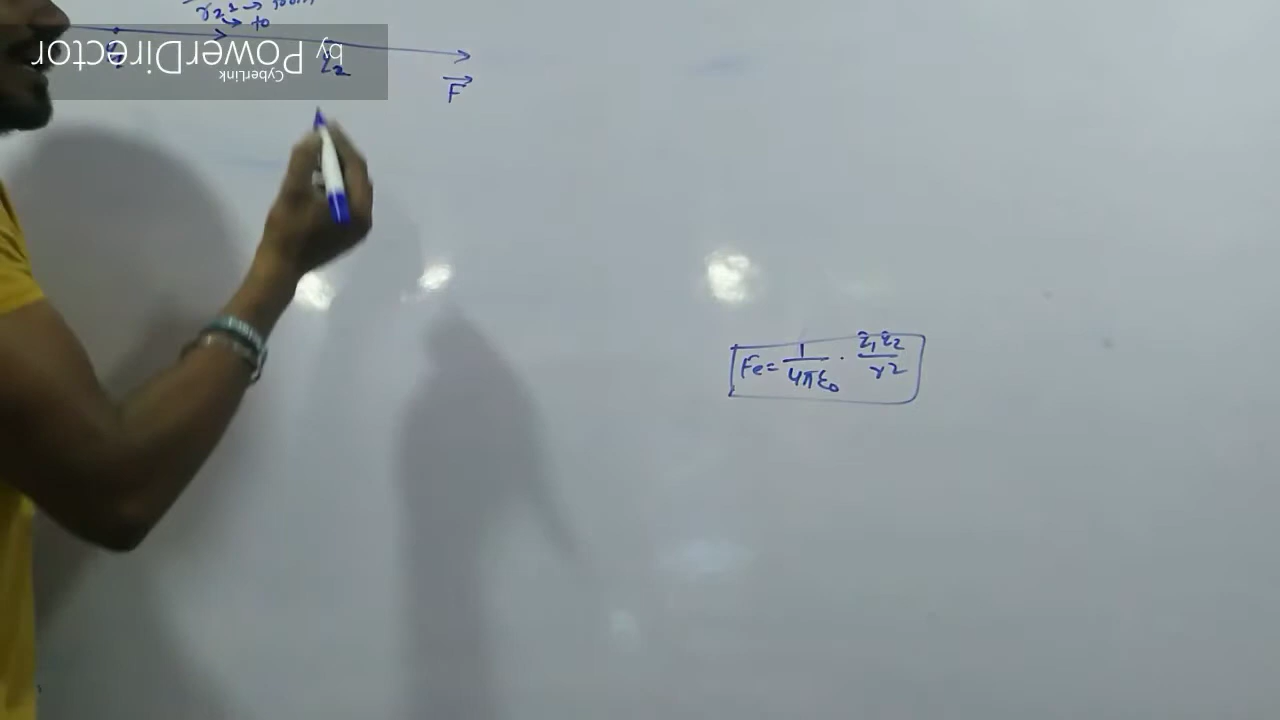 by PowerDirector
CyberLink
q₂
F⃗
Fe = 1/4πε₀ · q₁q₂/r²